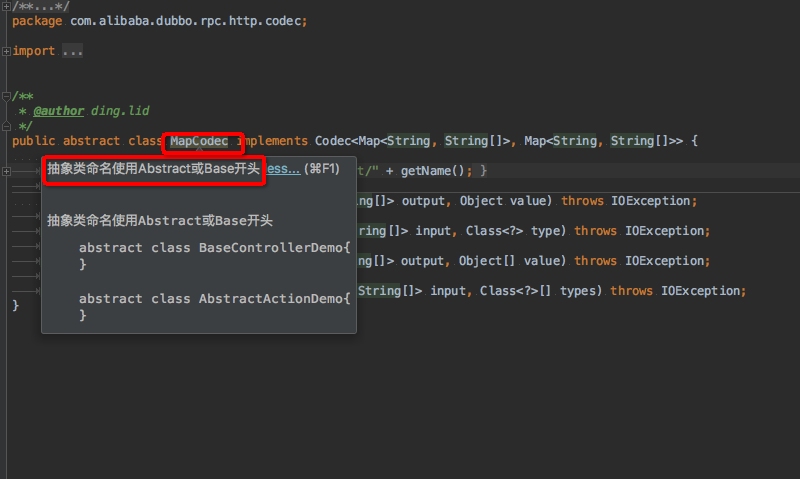 /**...*/
package com.alibaba.dubbo.rpc.http.codec;
import ...
/**
 * @author ding.lid
 */
public abstract class MapCodec implements Codec<Map<String, String[]>, Map<String, String[]>> {
抽象类命名使用Abstract或Base开头 ess... (⌘F1)
t/" + getName(); }
抽象类命名使用Abstract或Base开头
abstract class BaseControllerDemo{
}
abstract class AbstractActionDemo{
}
ng[]> output, Object value) throws IOException;
ring[]> input, Class<?> type) throws IOException;
ng[]> output, Object[] value) throws IOException;
String[]> input, Class<?>[] types) throws IOException;
}